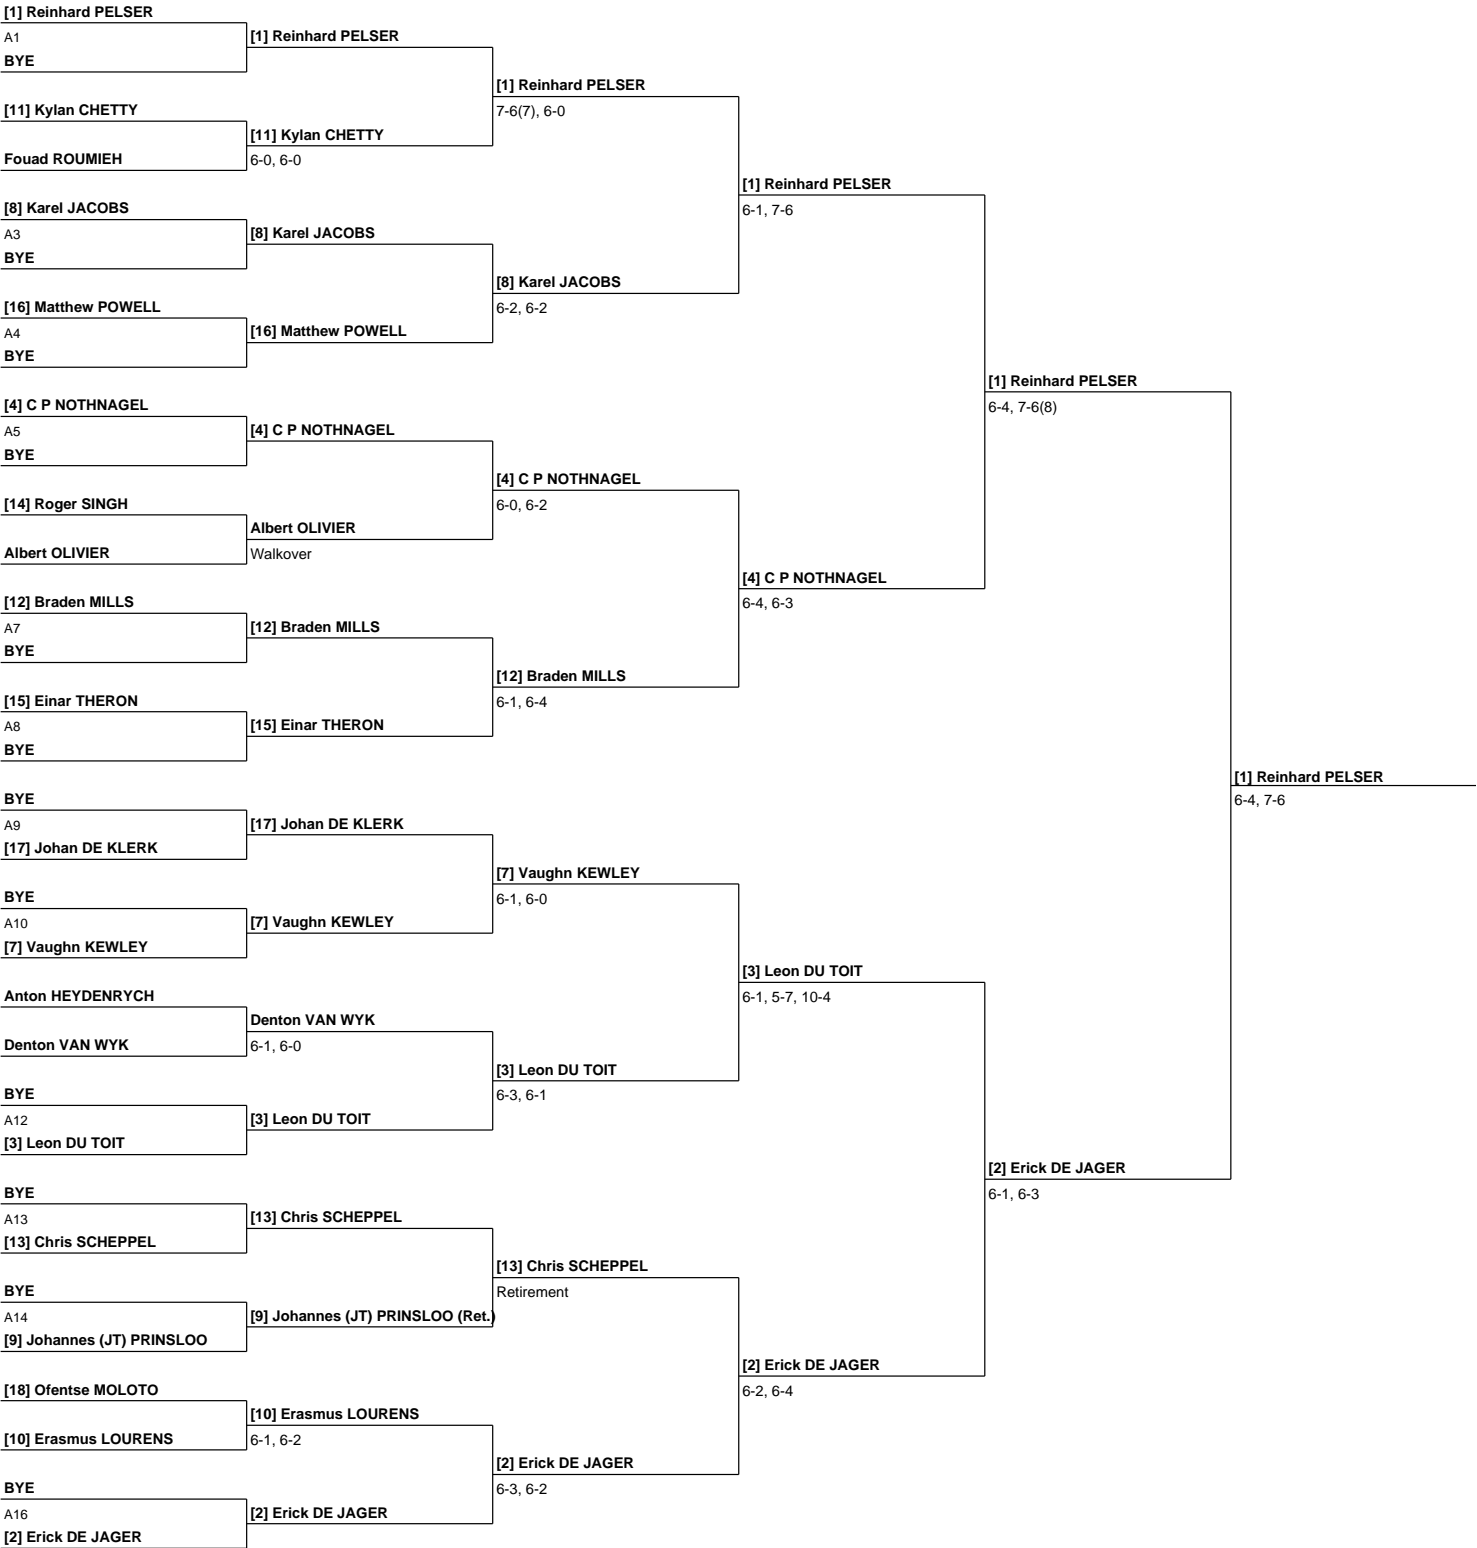 [1] Reinhard PELSER
A1
BYE
[11] Kylan CHETTY
Fouad ROUMIEH
[8] Karel JACOBS
A3
BYE
[16] Matthew POWELL
A4
BYE
[4] C P NOTHNAGEL
A5
BYE
[14] Roger SINGH
Albert OLIVIER
[12] Braden MILLS
A7
BYE
[15] Einar THERON
A8
BYE
BYE
A9
[17] Johan DE KLERK
BYE
A10
[7] Vaughn KEWLEY
Anton HEYDENRYCH
Denton VAN WYK
BYE
A12
[3] Leon DU TOIT
BYE
A13
[13] Chris SCHEPPEL
BYE
A14
[9] Johannes (JT) PRINSLOO
[18] Ofentse MOLOTO
[10] Erasmus LOURENS
BYE
A16
[2] Erick DE JAGER
[1] Reinhard PELSER
[11] Kylan CHETTY
6-0, 6-0
[8] Karel JACOBS
[16] Matthew POWELL
[4] C P NOTHNAGEL
Albert OLIVIER
Walkover
[12] Braden MILLS
[15] Einar THERON
[17] Johan DE KLERK
[7] Vaughn KEWLEY
Denton VAN WYK
6-1, 6-0
[3] Leon DU TOIT
[13] Chris SCHEPPEL
[9] Johannes (JT) PRINSLOO (Ret.)
[10] Erasmus LOURENS
6-1, 6-2
[2] Erick DE JAGER
[1] Reinhard PELSER
7-6(7), 6-0
[8] Karel JACOBS
6-2, 6-2
[4] C P NOTHNAGEL
6-0, 6-2
[12] Braden MILLS
6-1, 6-4
[7] Vaughn KEWLEY
6-1, 6-0
[3] Leon DU TOIT
6-3, 6-1
[13] Chris SCHEPPEL
Retirement
[2] Erick DE JAGER
6-3, 6-2
[1] Reinhard PELSER
6-1, 7-6
[4] C P NOTHNAGEL
6-4, 6-3
[3] Leon DU TOIT
6-1, 5-7, 10-4
[2] Erick DE JAGER
6-2, 6-4
[1] Reinhard PELSER
6-4, 7-6(8)
[2] Erick DE JAGER
6-1, 6-3
[1] Reinhard PELSER
6-4, 7-6